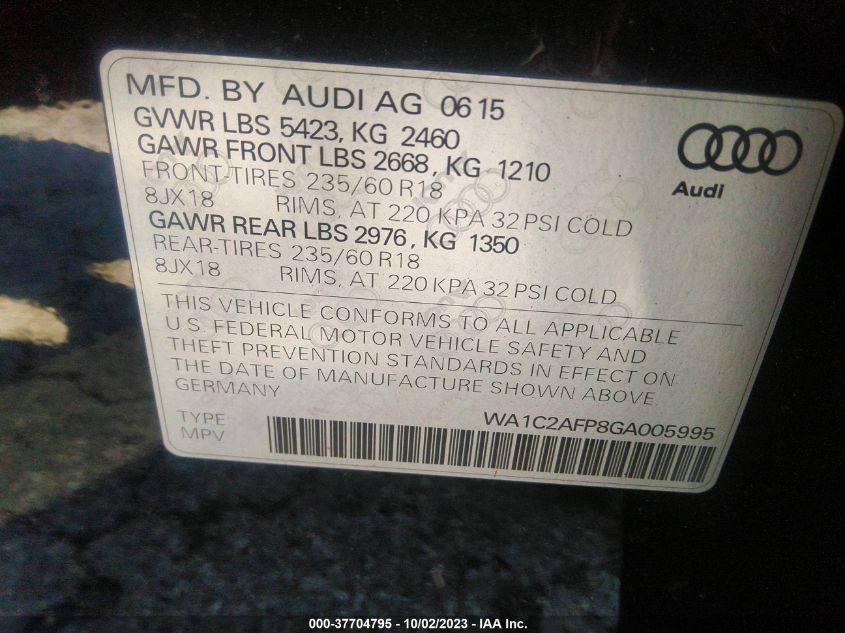 MFD. BY AUDI AG 06 15
GVWR LBS 5423, KG 2460
GAWR FRONT LBS 2668, KG 1210
FRONT-TIRES 235/60 R18
8JX18 RIMS, AT 220 KPA 32 PSI COLD
GAWR REAR LBS 2976, KG 1350
REAR-TIRES 235/60 R18
8JX18 RIMS, AT 220 KPA 32 PSI COLD
Audi
THIS VEHICLE CONFORMS TO ALL APPLICABLE
U.S. FEDERAL MOTOR VEHICLE SAFETY AND
THEFT PREVENTION STANDARDS IN EFFECT ON
THE DATE OF MANUFACTURE SHOWN ABOVE
GERMANY
WA1C2AFP8GA005995
TYPE
MPV
000-37704795 - 10/02/2023 - IAA Inc.